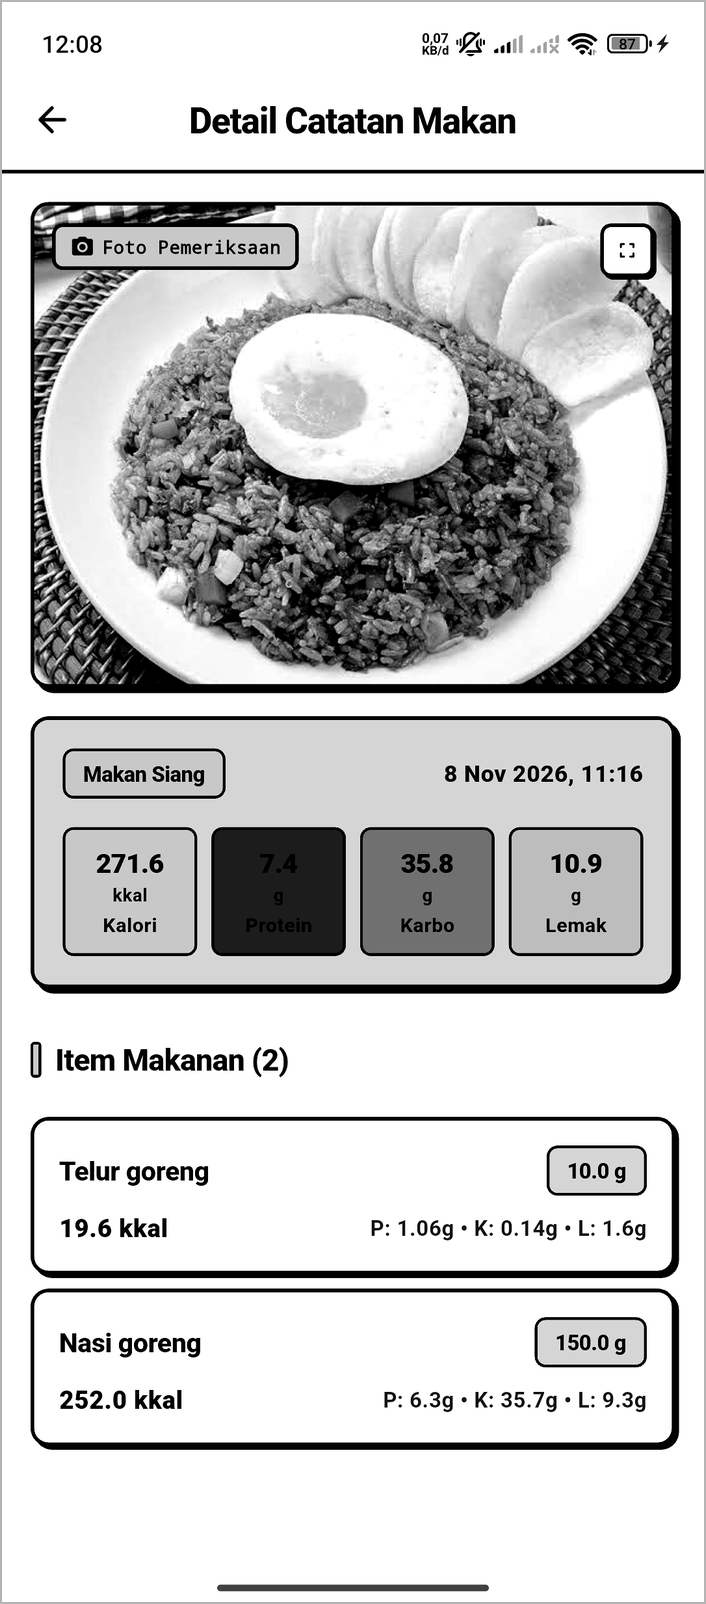 12:08
0,07
KB/d
87
Detail Catatan Makan
Foto Pemeriksaan
Makan Siang
8 Nov 2026, 11:16
271.6
kkal
Kalori
7.4
g
Protein
35.8
g
Karbo
10.9
g
Lemak
Item Makanan (2)
Telur goreng
10.0 g
19.6 kkal
P: 1.06g • K: 0.14g • L: 1.6g
Nasi goreng
150.0 g
252.0 kkal
P: 6.3g • K: 35.7g • L: 9.3g